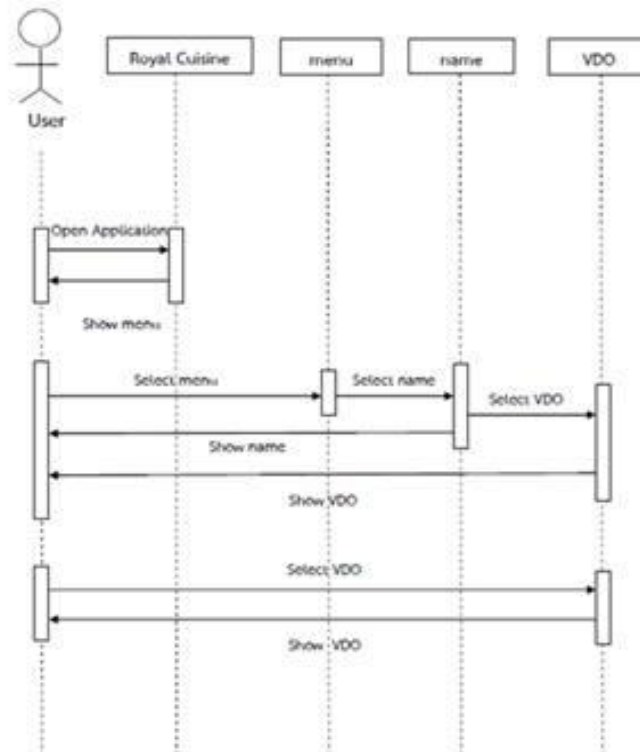 Royal Cuisine
menu
name
VDO
User
Open Application
Show menu
Select menu
Select name
Select VDO
Show name
Show VDO
Select VDO
Show VDO